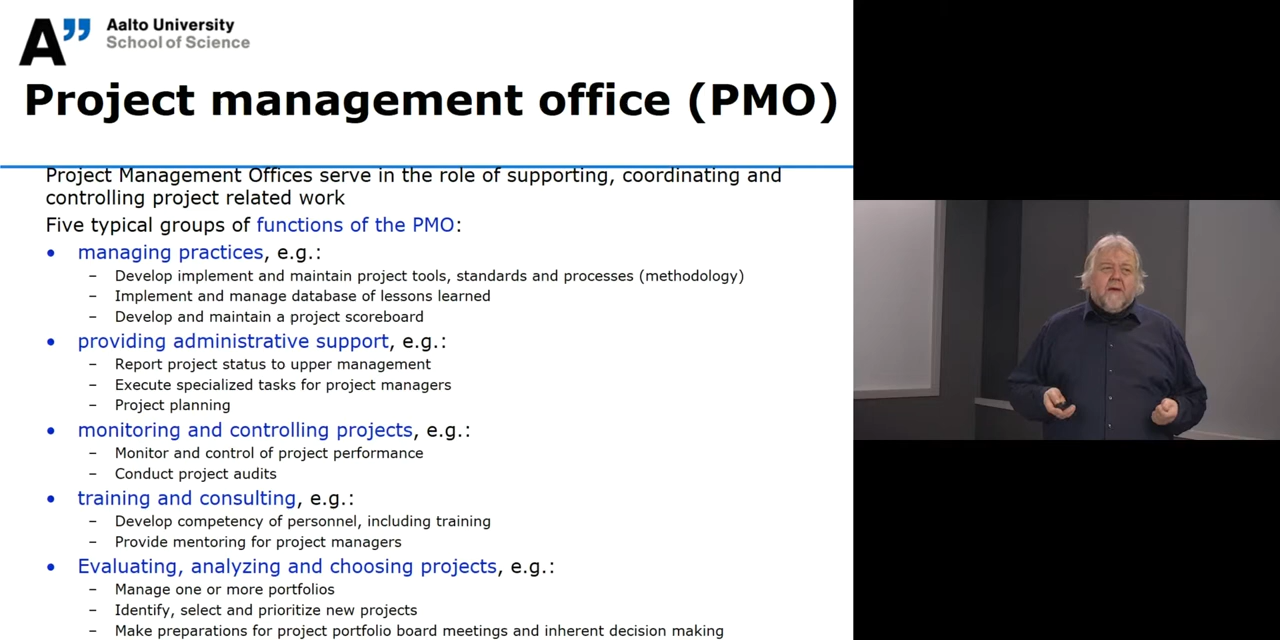 Aalto University
School of Science
Project management office (PMO)
Project Management Offices serve in the role of supporting, coordinating and
controlling project related work
Five typical groups of functions of the PMO:
• managing practices, e.g.:
– Develop implement and maintain project tools, standards and processes (methodology)
– Implement and manage database of lessons learned
– Develop and maintain a project scoreboard
• providing administrative support, e.g.:
– Report project status to upper management
– Execute specialized tasks for project managers
– Project planning
• monitoring and controlling projects, e.g.:
– Monitor and control of project performance
– Conduct project audits
• training and consulting, e.g.:
– Develop competency of personnel, including training
– Provide mentoring for project managers
• Evaluating, analyzing and choosing projects, e.g.:
– Manage one or more portfolios
– Identify, select and prioritize new projects
– Make preparations for project portfolio board meetings and inherent decision making